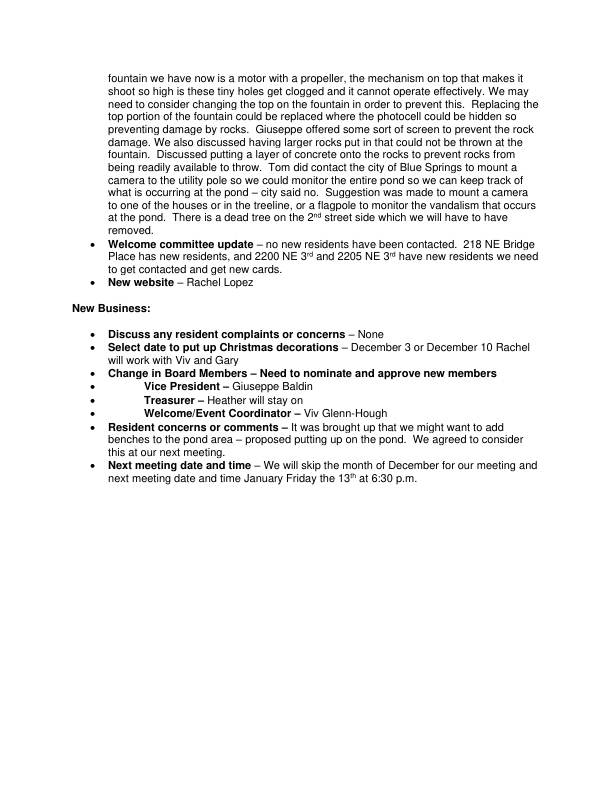 fountain we have now is a motor with a propeller, the mechanism on top that makes it
shoot so high is these tiny holes get clogged and it cannot operate effectively. We may
need to consider changing the top on the fountain in order to prevent this.  Replacing the
top portion of the fountain could be replaced where the photocell could be hidden so
preventing damage by rocks.  Giuseppe offered some sort of screen to prevent the rock
damage. We also discussed having larger rocks put in that could not be thrown at the
fountain.  Discussed putting a layer of concrete onto the rocks to prevent rocks from
being readily available to throw.  Tom did contact the city of Blue Springs to mount a
camera to the utility pole so we could monitor the entire pond so we can keep track of
what is occurring at the pond – city said no.  Suggestion was made to mount a camera
to one of the houses or in the treeline, or a flagpole to monitor the vandalism that occurs
at the pond.  There is a dead tree on the 2nd street side which we will have to have
removed.
• Welcome committee update – no new residents have been contacted.  218 NE Bridge
Place has new residents, and 2200 NE 3rd and 2205 NE 3rd have new residents we need
to get contacted and get new cards.
• New website – Rachel Lopez
New Business:
• Discuss any resident complaints or concerns – None
• Select date to put up Christmas decorations – December 3 or December 10 Rachel
will work with Viv and Gary
• Change in Board Members – Need to nominate and approve new members
• Vice President – Giuseppe Baldin
• Treasurer – Heather will stay on
• Welcome/Event Coordinator – Viv Glenn-Hough
• Resident concerns or comments – It was brought up that we might want to add
benches to the pond area – proposed putting up on the pond.  We agreed to consider
this at our next meeting.
• Next meeting date and time – We will skip the month of December for our meeting and
next meeting date and time January Friday the 13th at 6:30 p.m.